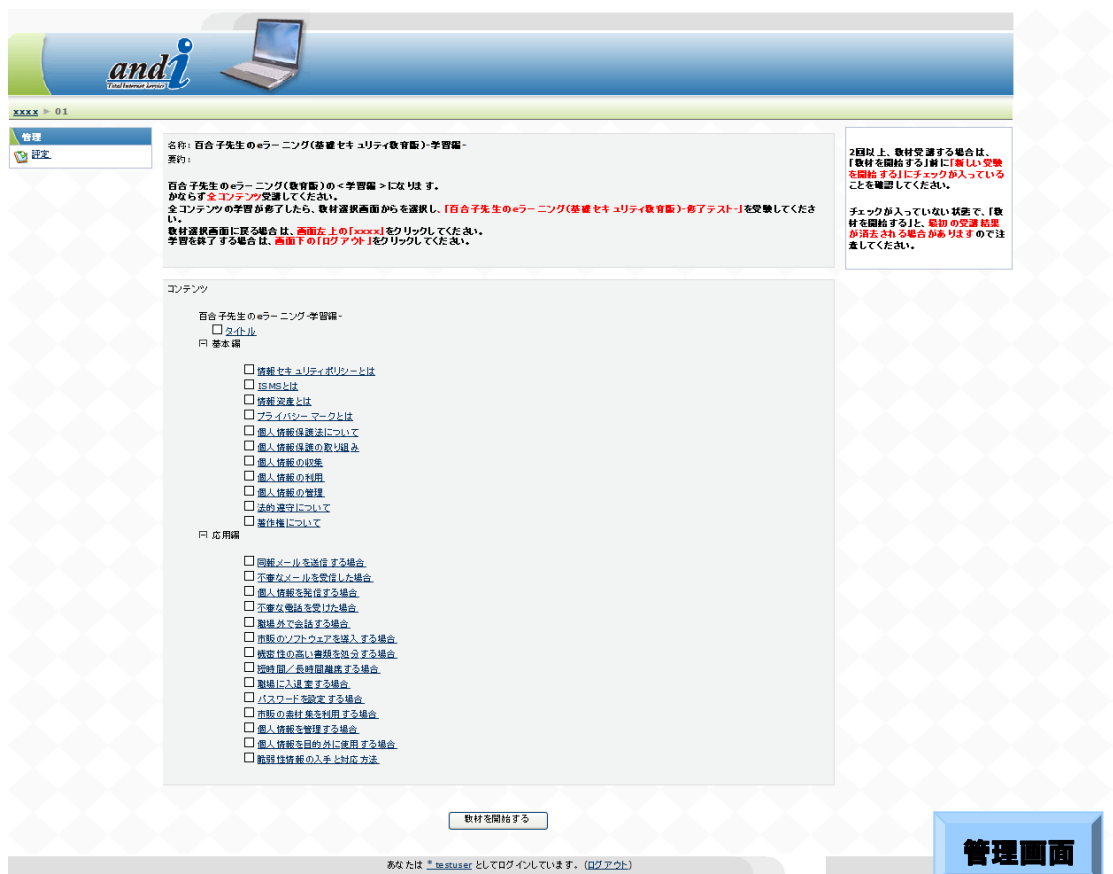 andi
Total Internet Service
xxxx ▶ 01
管理
評定
名称: 百合子先生のeラーニング(基礎セキュリティ教育版)-学習編-
要約:
百合子先生のeラーニング(教育版)の<学習編>になります。
かならず全コンテンツ受講してください。
全コンテンツの学習が修了したら、教材選択画面からを選択し、「百合子先生のeラーニング(基礎セキュリティ教育版)-修了テスト-」を受験してくださ
い。
教材選択画面に戻る場合は、画面左上の「xxxx」をクリックしてください。
学習を終了する場合は、画面下の「ログアウト」をクリックしてください。
2回以上、教材受講する場合は、
「教材を開始する」前に「新しい受験
を開始する」にチェックが入っている
ことを確認してください。
チェックが入っていない状態で、「教
材を開始する」と、最初の受講結果
が消去される場合がありますので注
意してください。
コンテンツ
百合子先生のeラーニング-学習編-
タイトル
基本編
情報セキュリティポリシーとは
ISMSとは
情報資産とは
プライバシーマークとは
個人情報保護法について
個人情報保護の取り組み
個人情報の収集
個人情報の利用
個人情報の管理
法的遵守について
著作権について
応用編
同報メールを送信する場合
不審なメールを受信した場合
個人情報を発信する場合
不審な電話を受けた場合
職場外で会話する場合
市販のソフトウェアを導入する場合
機密性の高い書類を処分する場合
短時間/長時間離席する場合
職場に入退室する場合
パスワードを設定する場合
市販の素材集を利用する場合
個人情報を管理する場合
個人情報を目的外に使用する場合
脆弱性情報の入手と対応方法
教材を開始する
管理画面
あなたは * testuser としてログインしています。(ログアウト)